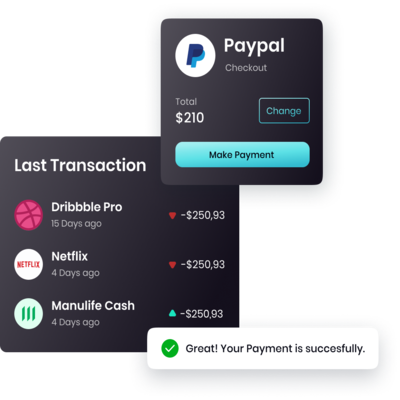 Paypal
Checkout
Total
$210
Change
Make Payment
Last Transaction
Dribbble Pro
15 Days ago
-$250,93
NETFLIX
Netflix
4 Days ago
-$250,93
Manulife Cash
4 Days ago
-$250,93
Great! Your Payment is succesfully.